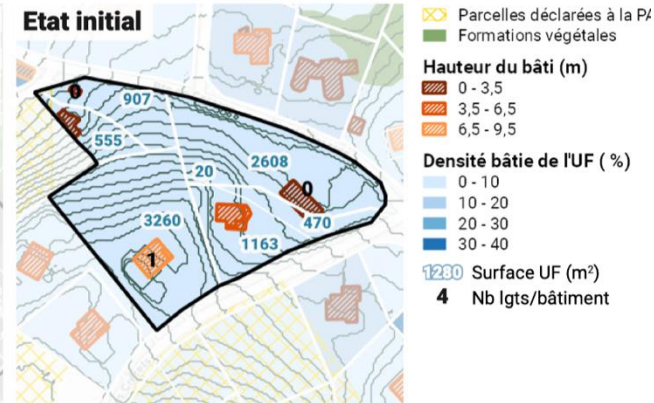 Etat initial
0
907
555
20
2608
0
3260
470
1163
1
Parcelles déclarées à la PA
Formations végétales
Hauteur du bâti (m)
0 - 3,5
3,5 - 6,5
6,5 - 9,5
Densité bâtie de l'UF ( %)
0 - 10
10 - 20
20 - 30
30 - 40
1280 Surface UF (m²)
4 Nb lgts/bâtiment